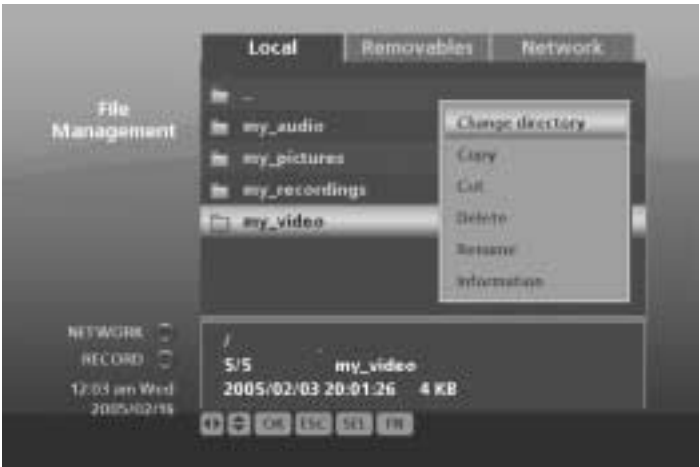 Local Removables Network
File
Management
..
my_audio
my_pictures
my_recordings
my_video
Change directory
Copy
Cut
Delete
Rename
Information
NETWORK
RECORD
12:03 am Wed
2005/02/16
/
5/5 my_video
2005/02/03 20:01:26 4 KB
OK ESC SEL FN